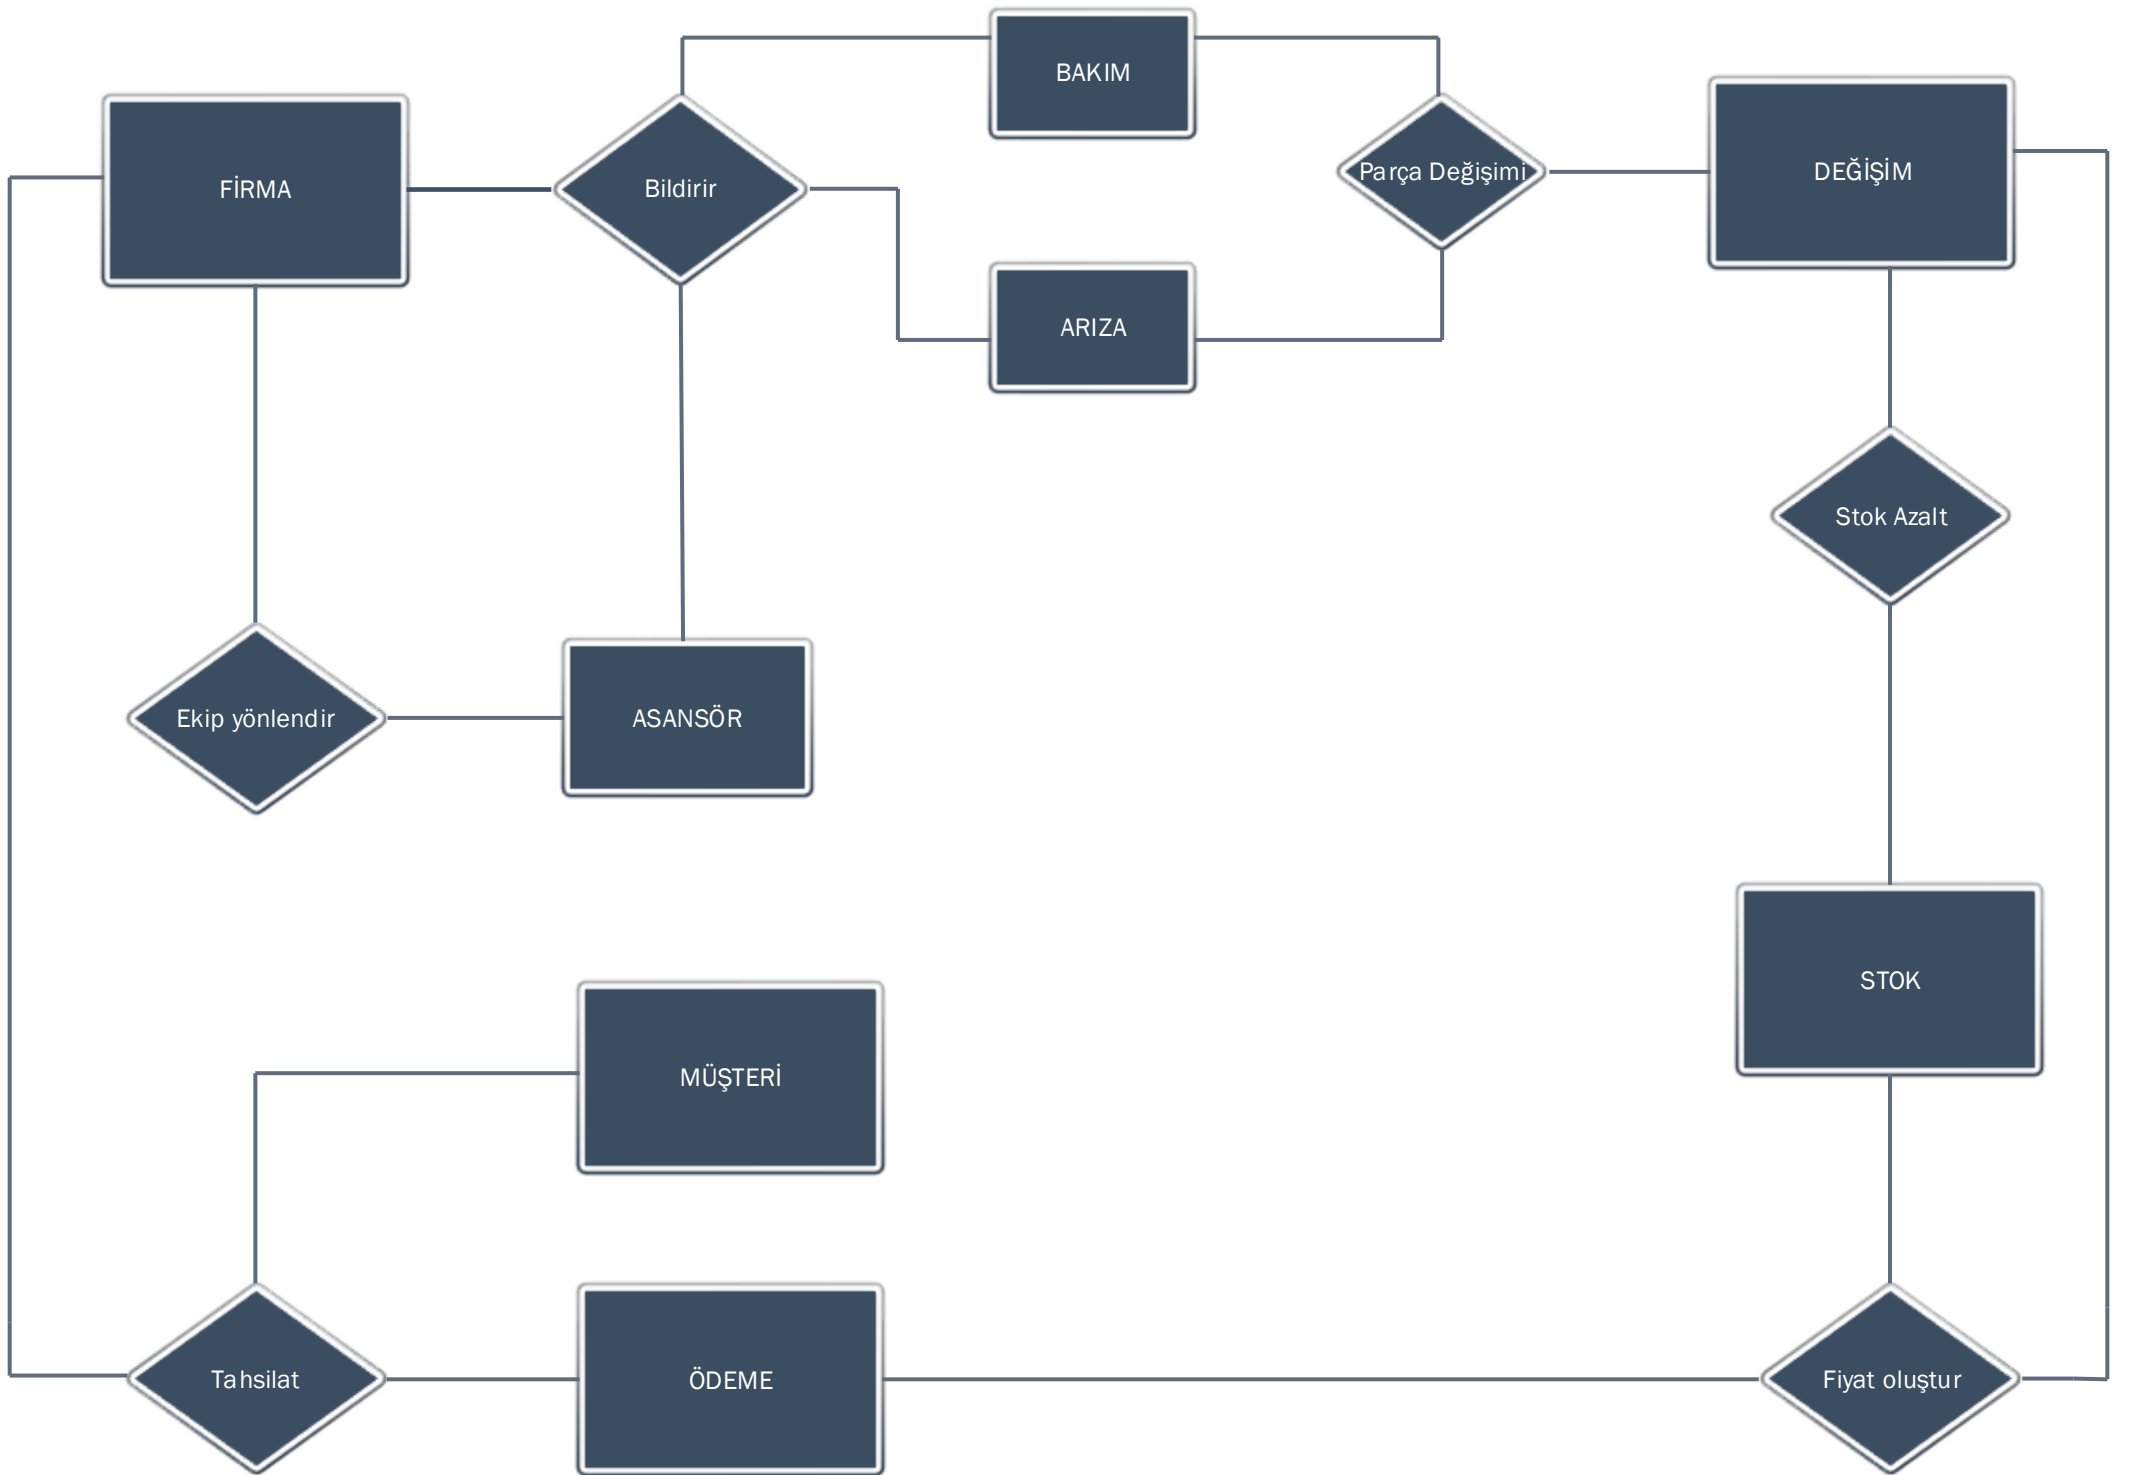 BAKIM
FİRMA
Bildirir
Parça Değişimi
DEĞİŞİM
ARIZA
Stok Azalt
Ekip yönlendir
ASANSÖR
STOK
MÜŞTERİ
Tahsilat
ÖDEME
Fiyat oluştur